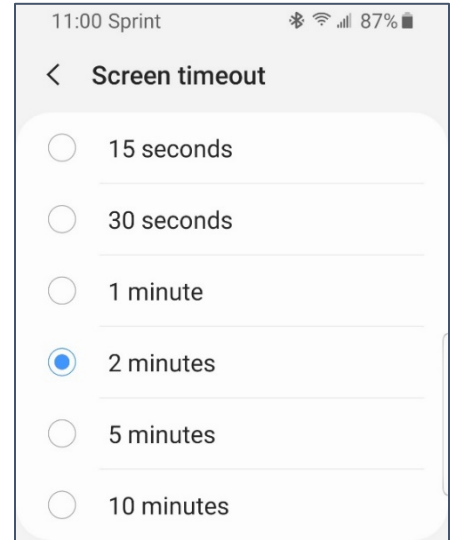 11:00 Sprint 87%
Screen timeout
15 seconds
30 seconds
1 minute
2 minutes
5 minutes
10 minutes